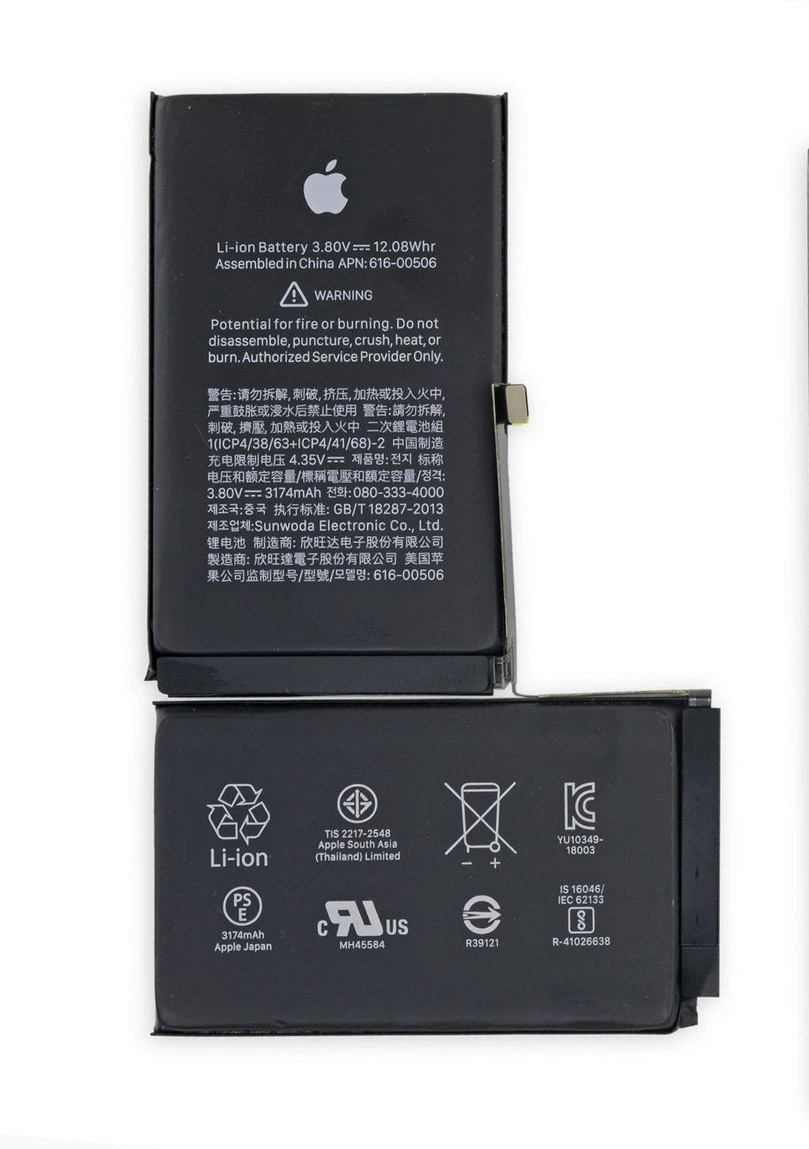 Li-ion Battery 3.80V⎓12.08Whr
Assembled in China APN: 616-00506
WARNING
Potential for fire or burning. Do not
disassemble, puncture, crush, heat, or
burn. Authorized Service Provider Only.
警告:请勿拆解,刺破,挤压,加热或投入火中,
严重鼓胀或浸水后禁止使用 警告:請勿拆解,
刺破,擠壓,加熱或投入火中 二次鋰電池組
1(ICP4/38/63+ICP4/41/68)-2 中国制造
充电限制电压 4.35V⎓ 제품명:전지 标称
电压和额定容量/標稱電壓和額定容量/정격:
3.80V⎓3174mAh 전화:080-333-4000
제조국:중국 执行标准: GB/T 18287-2013
제조업체:Sunwoda Electronic Co., Ltd.
锂电池 制造商: 欣旺达电子股份有限公司
製造商: 欣旺達電子股份有限公司 美国苹
果公司监制型号/型號/모델명: 616-00506
Li-ion
TIS 2217-2548
Apple South Asia
(Thailand) Limited
− +
YU10349-
18003
PS
E
3174mAh
Apple Japan
c RU US
MH45584
R39121
IS 16046/
IEC 62133
R-41026638